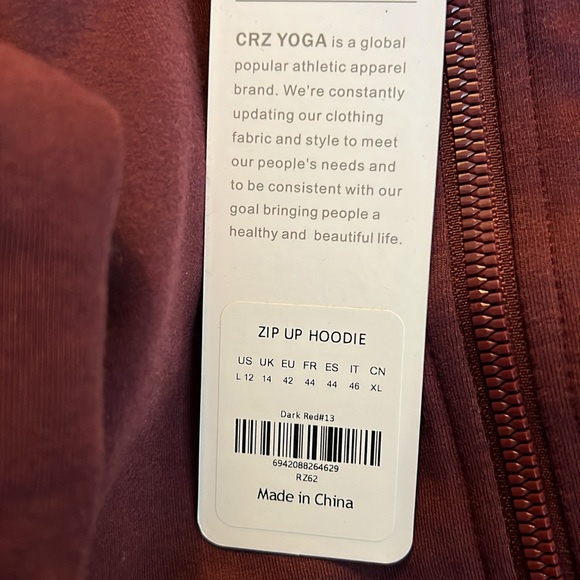 CRZ YOGA is a global
popular athletic apparel
brand. We're constantly
updating our clothing
fabric and style to meet
our people's needs and
to be consistent with our
goal bringing people a
healthy and beautiful life.
ZIP UP HOODIE
US UK EU FR ES IT CN
L 12 14 42 44 44 46 XL
Dark Red#13
6942088264629
RZ62
Made in China